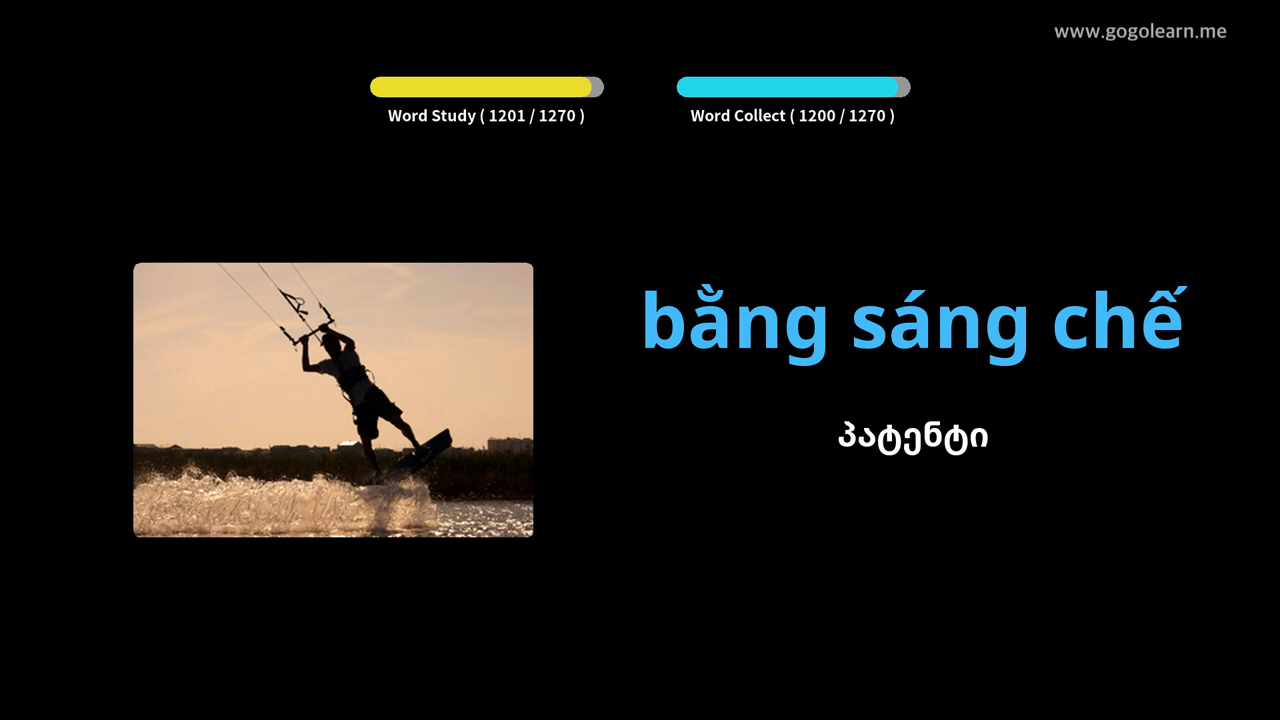 www.gogolearn.me
Word Study ( 1201 / 1270 )
Word Collect ( 1200 / 1270 )
bằng sáng chế
პატენტი